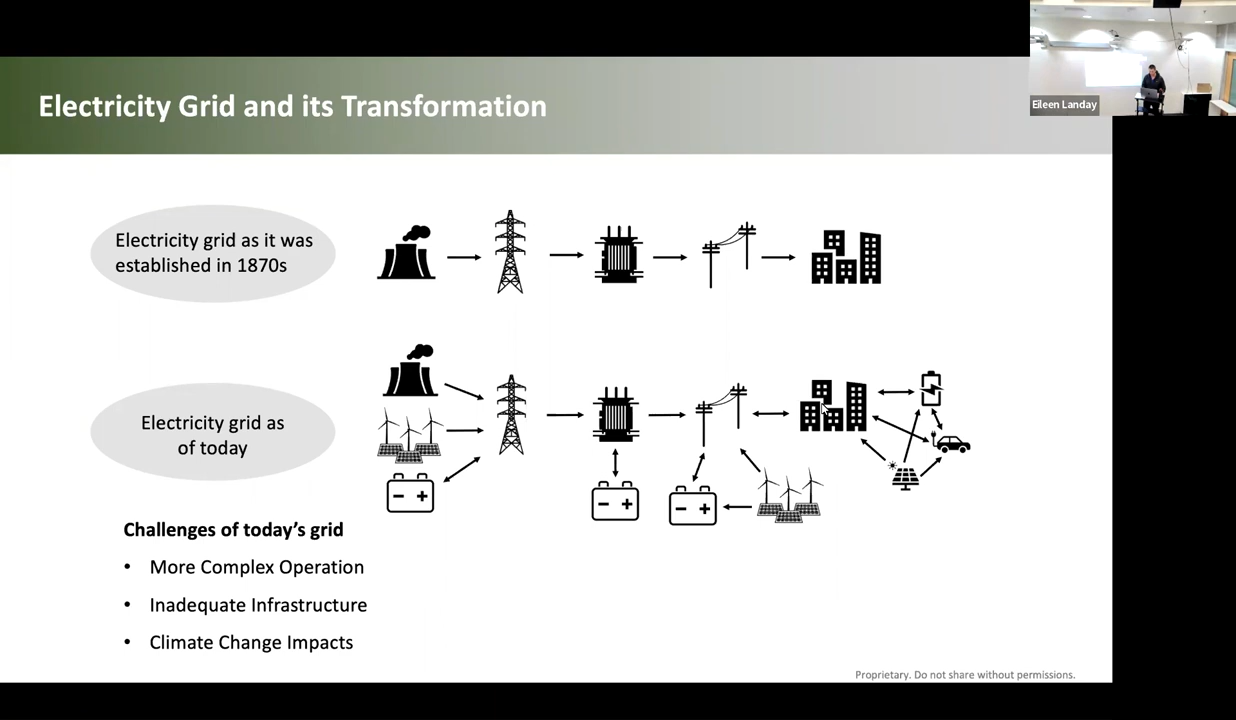 Electricity Grid and its Transformation
Eileen Landay
Electricity grid as it was
established in 1870s
Electricity grid as
of today
Challenges of today's grid
• More Complex Operation
• Inadequate Infrastructure
• Climate Change Impacts
Proprietary. Do not share without permissions.